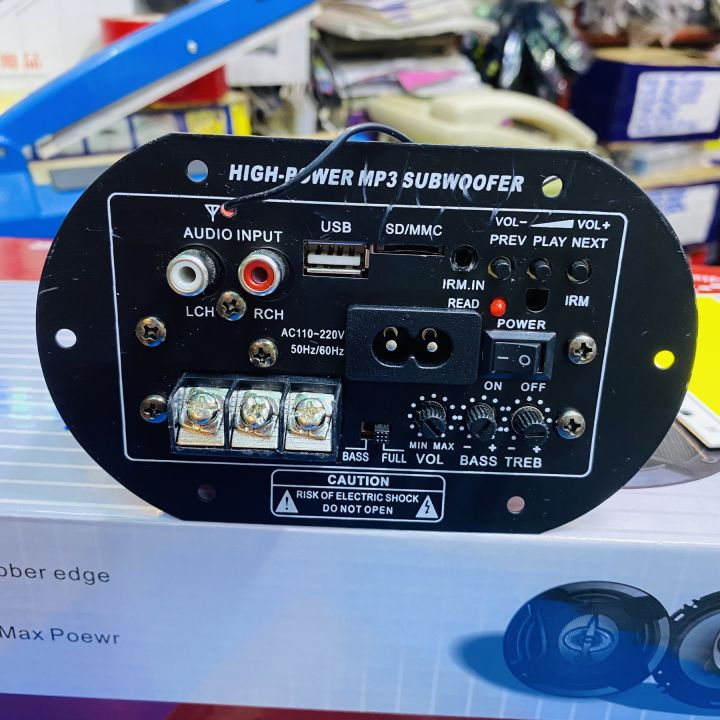 HIGH-POWER MP3 SUBWOOFER
AUDIO INPUT
USB
SD/MMC
VOL- VOL+
PREV PLAY NEXT
IRM.IN
READ
IRM
LCH
RCH
AC110~220V
50Hz/60Hz
POWER
- O
ON OFF
BASS FULL
MIN MAX
VOL
- +
BASS
- +
TREB
CAUTION
RISK OF ELECTRIC SHOCK
DO NOT OPEN
ober edge
Max Poewr